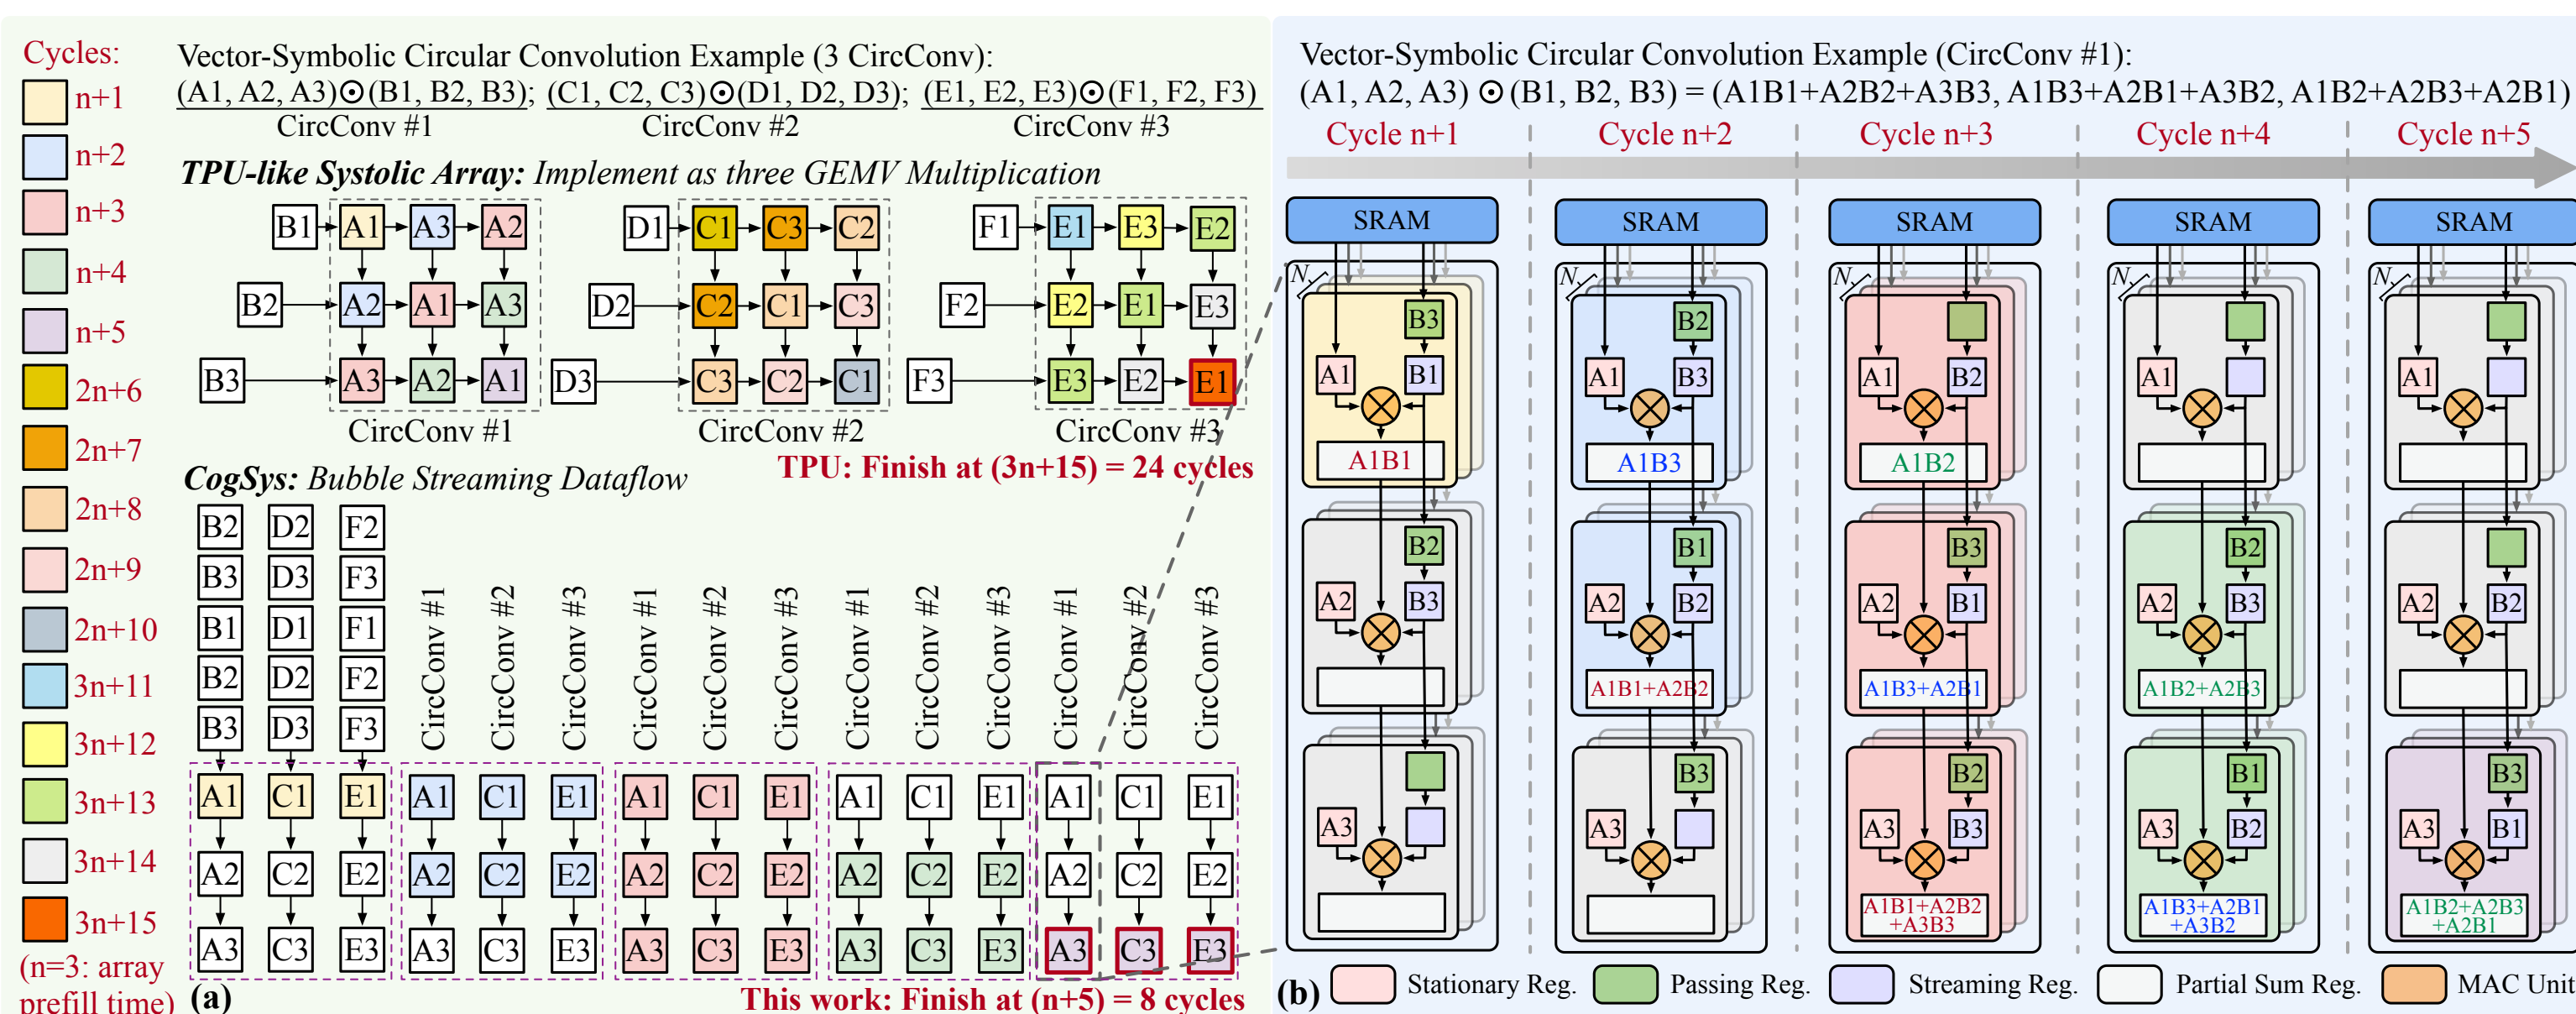 Cycles:
n+1
n+2
n+3
n+4
n+5
2n+6
2n+7
2n+8
2n+9
2n+10
3n+11
3n+12
3n+13
3n+14
3n+15
(n=3: array
prefill time)
Vector-Symbolic Circular Convolution Example (3 CircConv):
(A1, A2, A3)⊙(B1, B2, B3); (C1, C2, C3)⊙(D1, D2, D3); (E1, E2, E3)⊙(F1, F2, F3)
CircConv #1 CircConv #2 CircConv #3
TPU-like Systolic Array: Implement as three GEMV Multiplication
B1 A1 A3 A2 D1 C1 C3 C2 F1 E1 E3 E2
B2 A2 A1 A3 D2 C2 C1 C3 F2 E2 E1 E3
B3 A3 A2 A1 D3 C3 C2 C1 F3 E3 E2 E1
CircConv #1 CircConv #2 CircConv #3
TPU: Finish at (3n+15) = 24 cycles
CogSys: Bubble Streaming Dataflow
B2 D2 F2
B3 D3 F3
B1 D1 F1
B2 D2 F2
B3 D3 F3
CircConv #1 CircConv #2 CircConv #3 CircConv #1 CircConv #2 CircConv #3 CircConv #1 CircConv #2 CircConv #3 CircConv #1 CircConv #2 CircConv #3
A1 C1 E1 A1 C1 E1 A1 C1 E1 A1 C1 E1 A1 C1 E1
A2 C2 E2 A2 C2 E2 A2 C2 E2 A2 C2 E2 A2 C2 E2
A3 C3 E3 A3 C3 E3 A3 C3 E3 A3 C3 E3 A3 C3 E3
(a)
This work: Finish at (n+5) = 8 cycles
Vector-Symbolic Circular Convolution Example (CircConv #1):
(A1, A2, A3) ⊙ (B1, B2, B3) = (A1B1+A2B2+A3B3, A1B3+A2B1+A3B2, A1B2+A2B3+A2B1)
Cycle n+1 Cycle n+2 Cycle n+3 Cycle n+4 Cycle n+5
SRAM SRAM SRAM SRAM SRAM
N N N N N
B3 B2
A1 B1 A1 B3 A1 B2 A1 A1
A1B1 A1B3 A1B2
B2 B1 B3 B2
A2 B3 A2 B2 A2 B1 A2 B3 A2 B2
A1B1+A2B2 A1B3+A2B1 A1B2+A2B3
B3 B2 B1 B3
A3 A3 A3 B3 A3 B2 A3 B1
A1B1+A2B2 A1B3+A2B1 A1B2+A2B3
+A3B3 +A3B2 +A2B1
(b) Stationary Reg. Passing Reg. Streaming Reg. Partial Sum Reg. MAC Unit